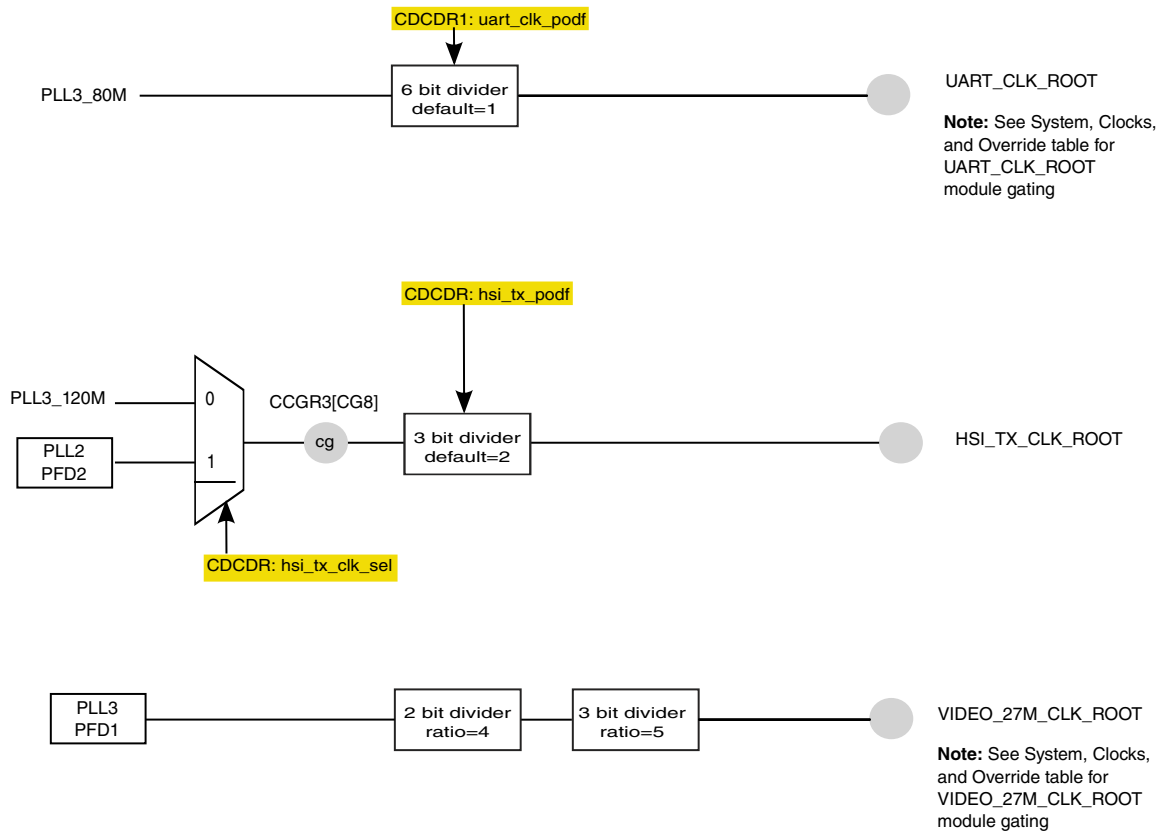 CDCDR1: uart_clk_podf
PLL3_80M
6 bit divider
default=1
UART_CLK_ROOT
Note: See System, Clocks,
and Override table for
UART_CLK_ROOT
module gating
CDCDR: hsi_tx_podf
PLL3_120M
0
CCGR3[CG8]
PLL2
PFD2
1
cg
3 bit divider
default=2
HSI_TX_CLK_ROOT
CDCDR: hsi_tx_clk_sel
PLL3
PFD1
2 bit divider
ratio=4
3 bit divider
ratio=5
VIDEO_27M_CLK_ROOT
Note: See System, Clocks,
and Override table for
VIDEO_27M_CLK_ROOT
module gating